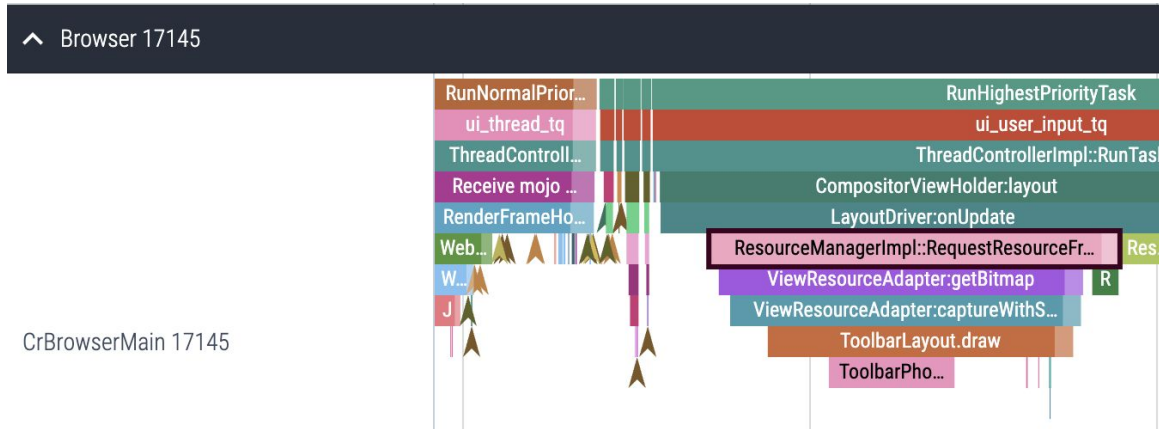 Browser 17145
RunNormalPrior... RunHighestPriorityTask
ui_thread_tq ui_user_input_tq
ThreadControll... ThreadControllerImpl::RunTas
Receive mojo ... CompositorViewHolder:layout
RenderFrameHo... LayoutDriver:onUpdate
Web... ResourceManagerImpl::RequestResourceFr... Res
W... ViewResourceAdapter:getBitmap R
J ViewResourceAdapter:captureWithS...
CrBrowserMain 17145 ToolbarLayout.draw
ToolbarPho...